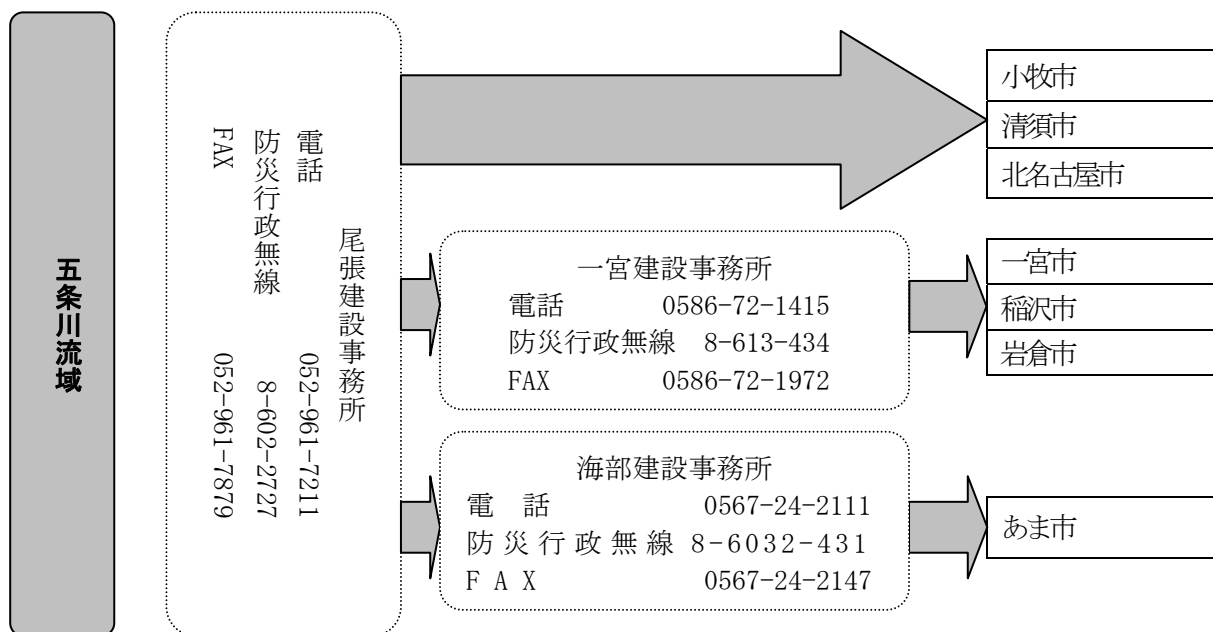 五条川流域
尾張建設事務所
電話 052-961-7211
防災行政無線 8-602-2727
FAX 052-961-7879
小牧市
清須市
北名古屋市
一宮建設事務所
電話 0586-72-1415
防災行政無線 8-613-434
FAX 0586-72-1972
一宮市
稲沢市
岩倉市
海部建設事務所
電 話 0567-24-2111
防災行政無線 8-6032-431
F A X 0567-24-2147
あま市